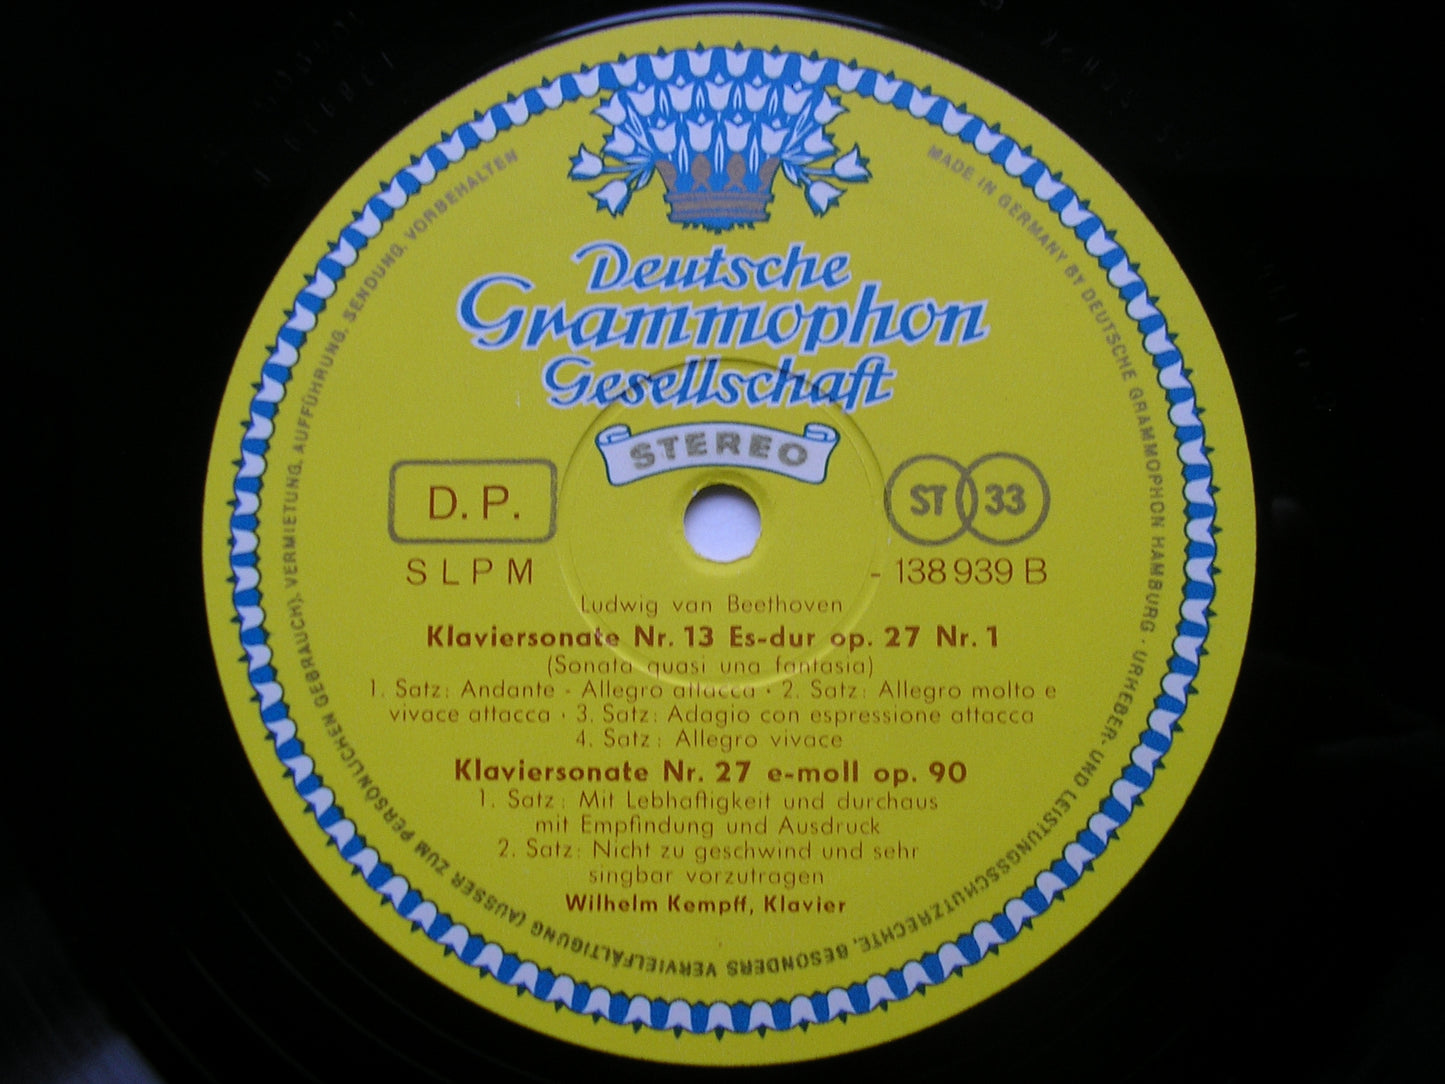 Deutsche
Grammophon
Gesellschaft
STEREO
D. P.
ST 33
SLPM - 138 939 B
Ludwig van Beethoven
Klaviersonate Nr. 13 Es-dur op. 27 Nr. 1
(Sonata quasi una fantasia)
1. Satz: Andante - Allegro attacca · 2. Satz: Allegro molto e
vivace attacca · 3. Satz: Adagio con espressione attacca
4. Satz: Allegro vivace
Klaviersonate Nr. 27 e-moll op. 90
1. Satz: Mit Lebhaftigkeit und durchaus
mit Empfindung und Ausdruck
2. Satz: Nicht zu geschwind und sehr
singbar vorzutragen
Wilhelm Kempff, Klavier
MADE IN GERMANY BY DEUTSCHE GRAMMOPHON HAMBURG · URHEBER- UND LEISTUNGSSCHUTZRECHTE, BESONDERS VERVIELFÄLTIGUNG (AUSSER ZUM PERSÖNLICHEN GEBRAUCH), VERMIETUNG, AUFFÜHRUNG, SENDUNG, VORBEHALTEN